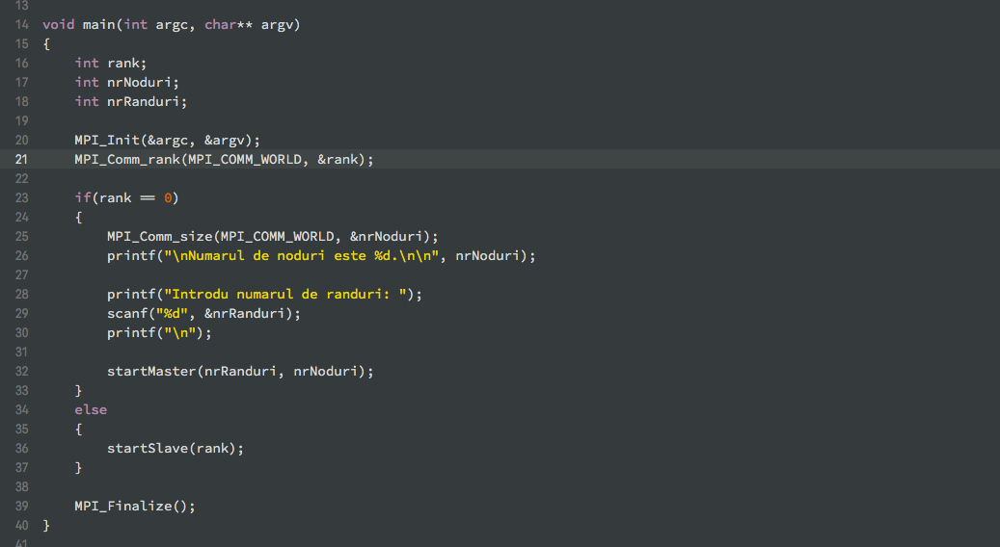 13
14 void main(int argc, char** argv)
15 {
16     int rank;
17     int nrNoduri;
18     int nrRanduri;
19
20     MPI_Init(&argc, &argv);
21     MPI_Comm_rank(MPI_COMM_WORLD, &rank);
22
23     if(rank == 0)
24     {
25         MPI_Comm_size(MPI_COMM_WORLD, &nrNoduri);
26         printf("\nNumarul de noduri este %d.\n\n", nrNoduri);
27
28         printf("Introdu numarul de randuri: ");
29         scanf("%d", &nrRanduri);
30         printf("\n");
31
32         startMaster(nrRanduri, nrNoduri);
33     }
34     else
35     {
36         startSlave(rank);
37     }
38
39     MPI_Finalize();
40 }
41